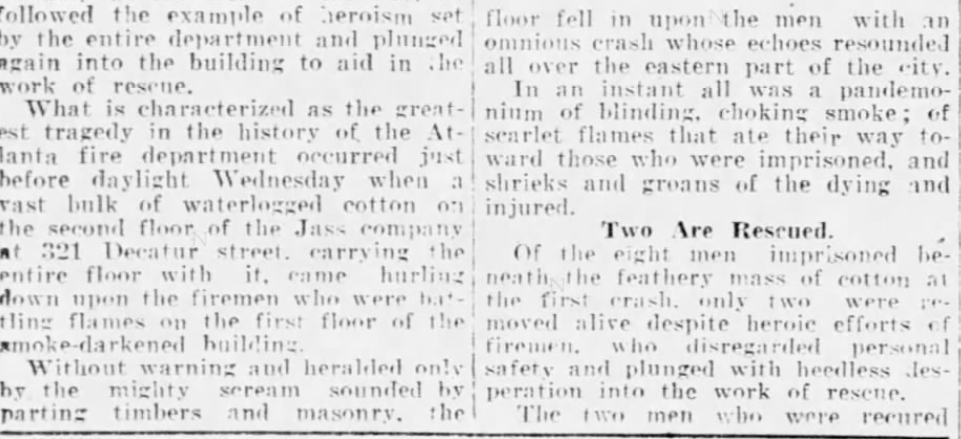 followed the example of heroism set
by the entire department and plunged
again into the building to aid in the
work of rescue.
What is characterized as the great-
est tragedy in the history of the At-
lanta fire department occurred just
before daylight Wednesday when a
vast bulk of waterlogged cotton on
the second floor of the Jass company
at 321 Decatur street, carrying the
entire floor with it, came hurling
down upon the firemen who were bat-
tling flames on the first floor of the
smoke-darkened building.
Without warning and heralded only
by the mighty scream sounded by
parting timbers and masonry, the
floor fell in upon the men with an
omnious crash whose echoes resounded
all over the eastern part of the city.
In an instant all was a pandemo-
nium of blinding, choking smoke; of
scarlet flames that ate their way to-
ward those who were imprisoned, and
shrieks and groans of the dying and
injured.
Two Are Rescued.
Of the eight men imprisoned be-
neath the feathery mass of cotton at
the first crash, only two were re-
moved alive despite heroic efforts of
firemen, who disregarded personal
safety and plunged with heedless des-
peration into the work of rescue.
The two men who were recured